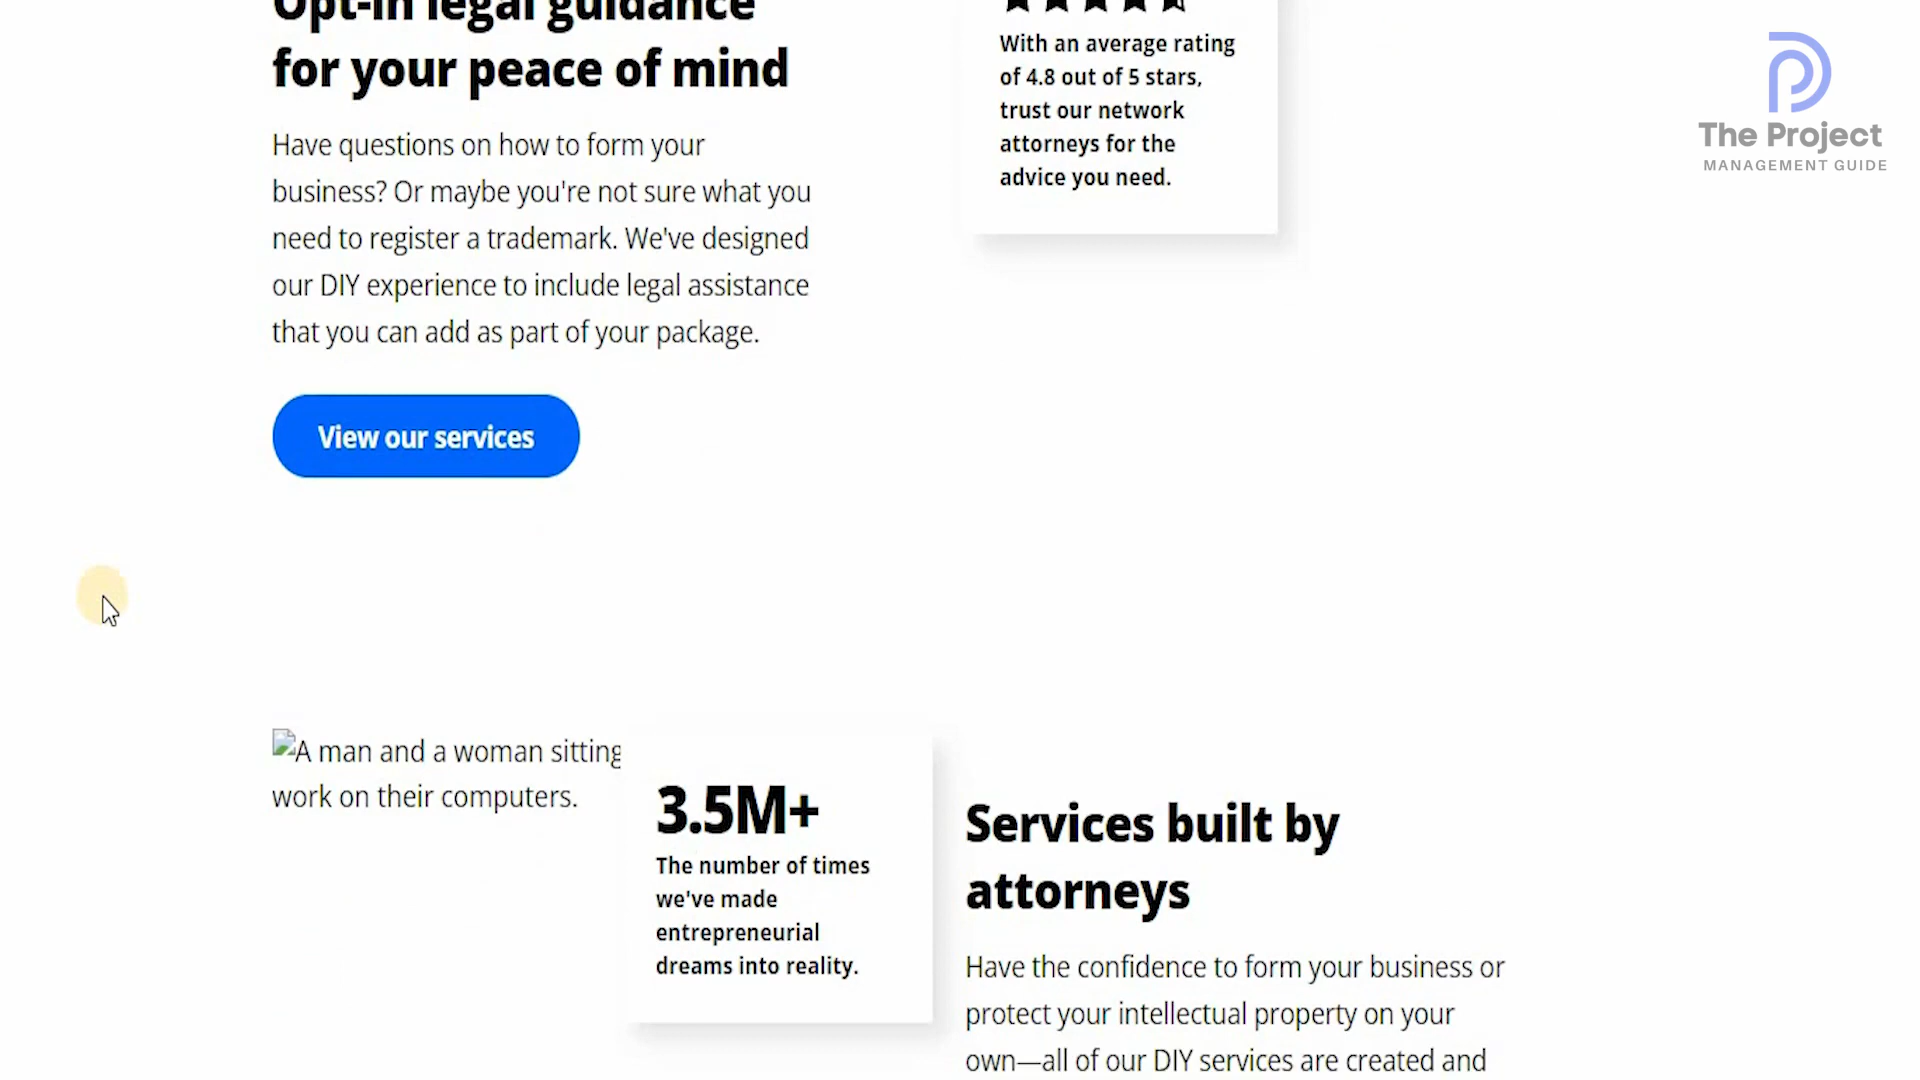 Opt-in legal guidance
for your peace of mind
Have questions on how to form your
business? Or maybe you're not sure what you
need to register a trademark. We've designed
our DIY experience to include legal assistance
that you can add as part of your package.
View our services
With an average rating
of 4.8 out of 5 stars,
trust our network
attorneys for the
advice you need.
The Project
MANAGEMENT GUIDE
A man and a woman sitting
work on their computers.
3.5M+
The number of times
we've made
entrepreneurial
dreams into reality.
Services built by
attorneys
Have the confidence to form your business or
protect your intellectual property on your
own—all of our DIY services are created and